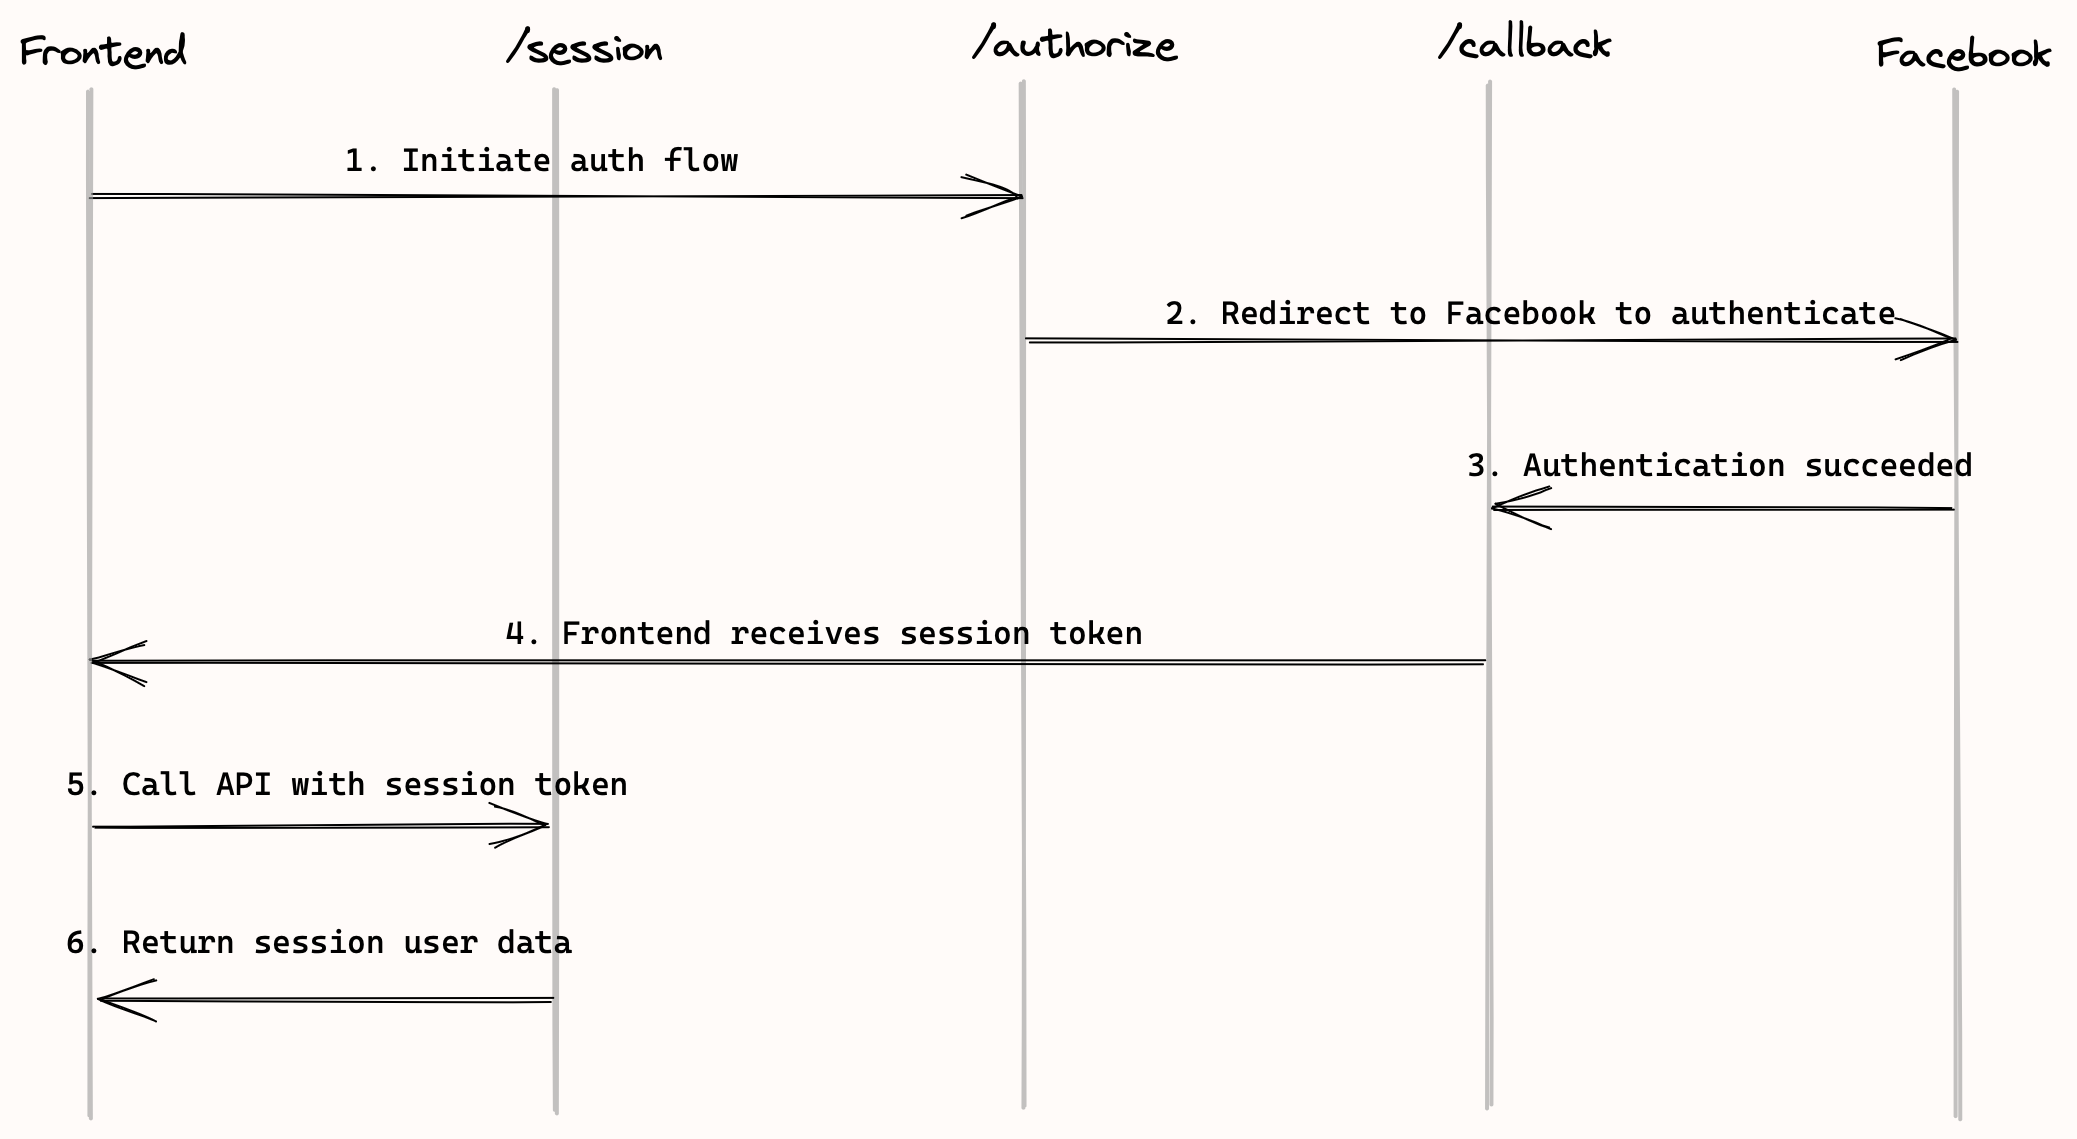 Frontend
/session
/authorize
/callback
Facebook
1. Initiate auth flow
2. Redirect to Facebook to authenticate
3. Authentication succeeded
4. Frontend receives session token
5. Call API with session token
6. Return session user data